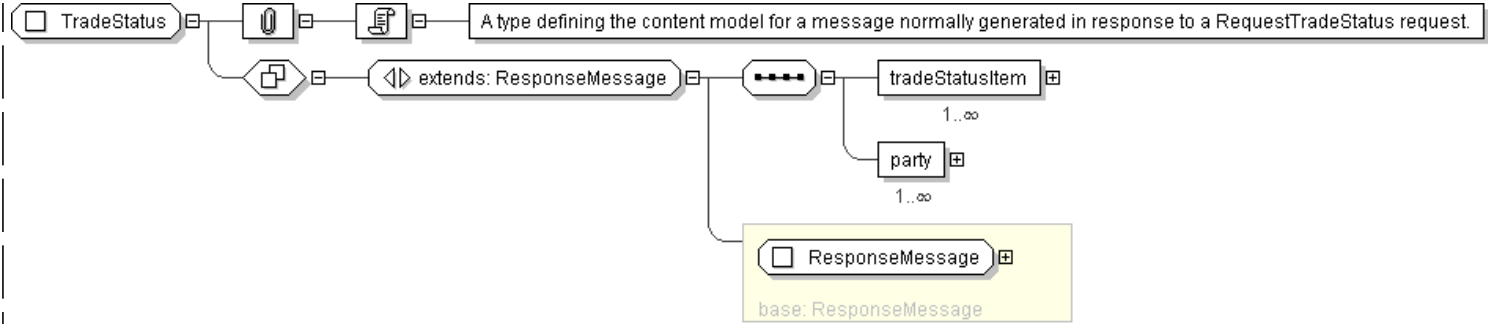 TradeStatus
A type defining the content model for a message normally generated in response to a RequestTradeStatus request.
extends: ResponseMessage
tradeStatusItem
1..∞
party
1..∞
ResponseMessage
base: ResponseMessage